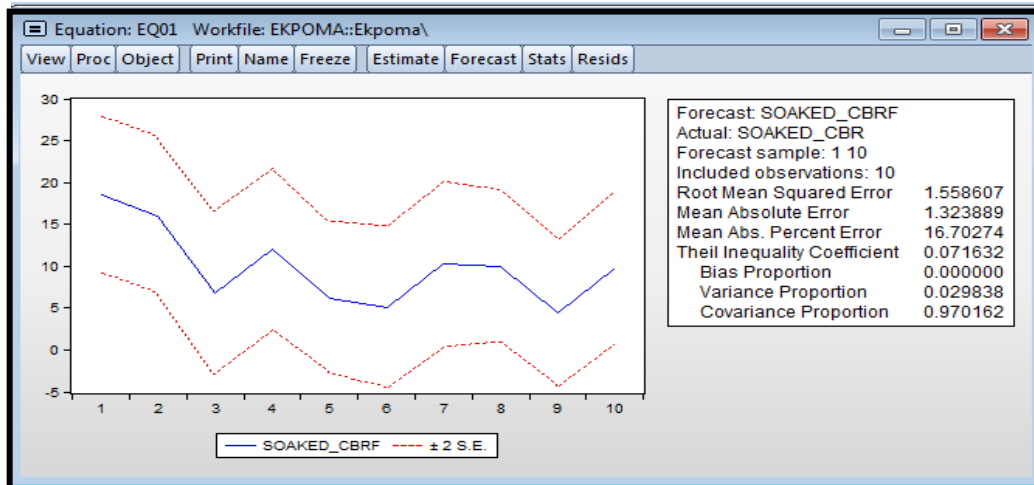 Equation: EQ01 Workfile: EKPOMA::Ekpoma\
View Proc Object Print Name Freeze Estimate Forecast Stats Resids
30
25
20
15
10
5
0
-5
1 2 3 4 5 6 7 8 9 10
SOAKED_CBRF ± 2 S.E.
Forecast: SOAKED_CBRF
Actual: SOAKED_CBR
Forecast sample: 1 10
Included observations: 10
Root Mean Squared Error 1.558607
Mean Absolute Error 1.323889
Mean Abs. Percent Error 16.70274
Theil Inequality Coefficient 0.071632
Bias Proportion 0.000000
Variance Proportion 0.029838
Covariance Proportion 0.970162